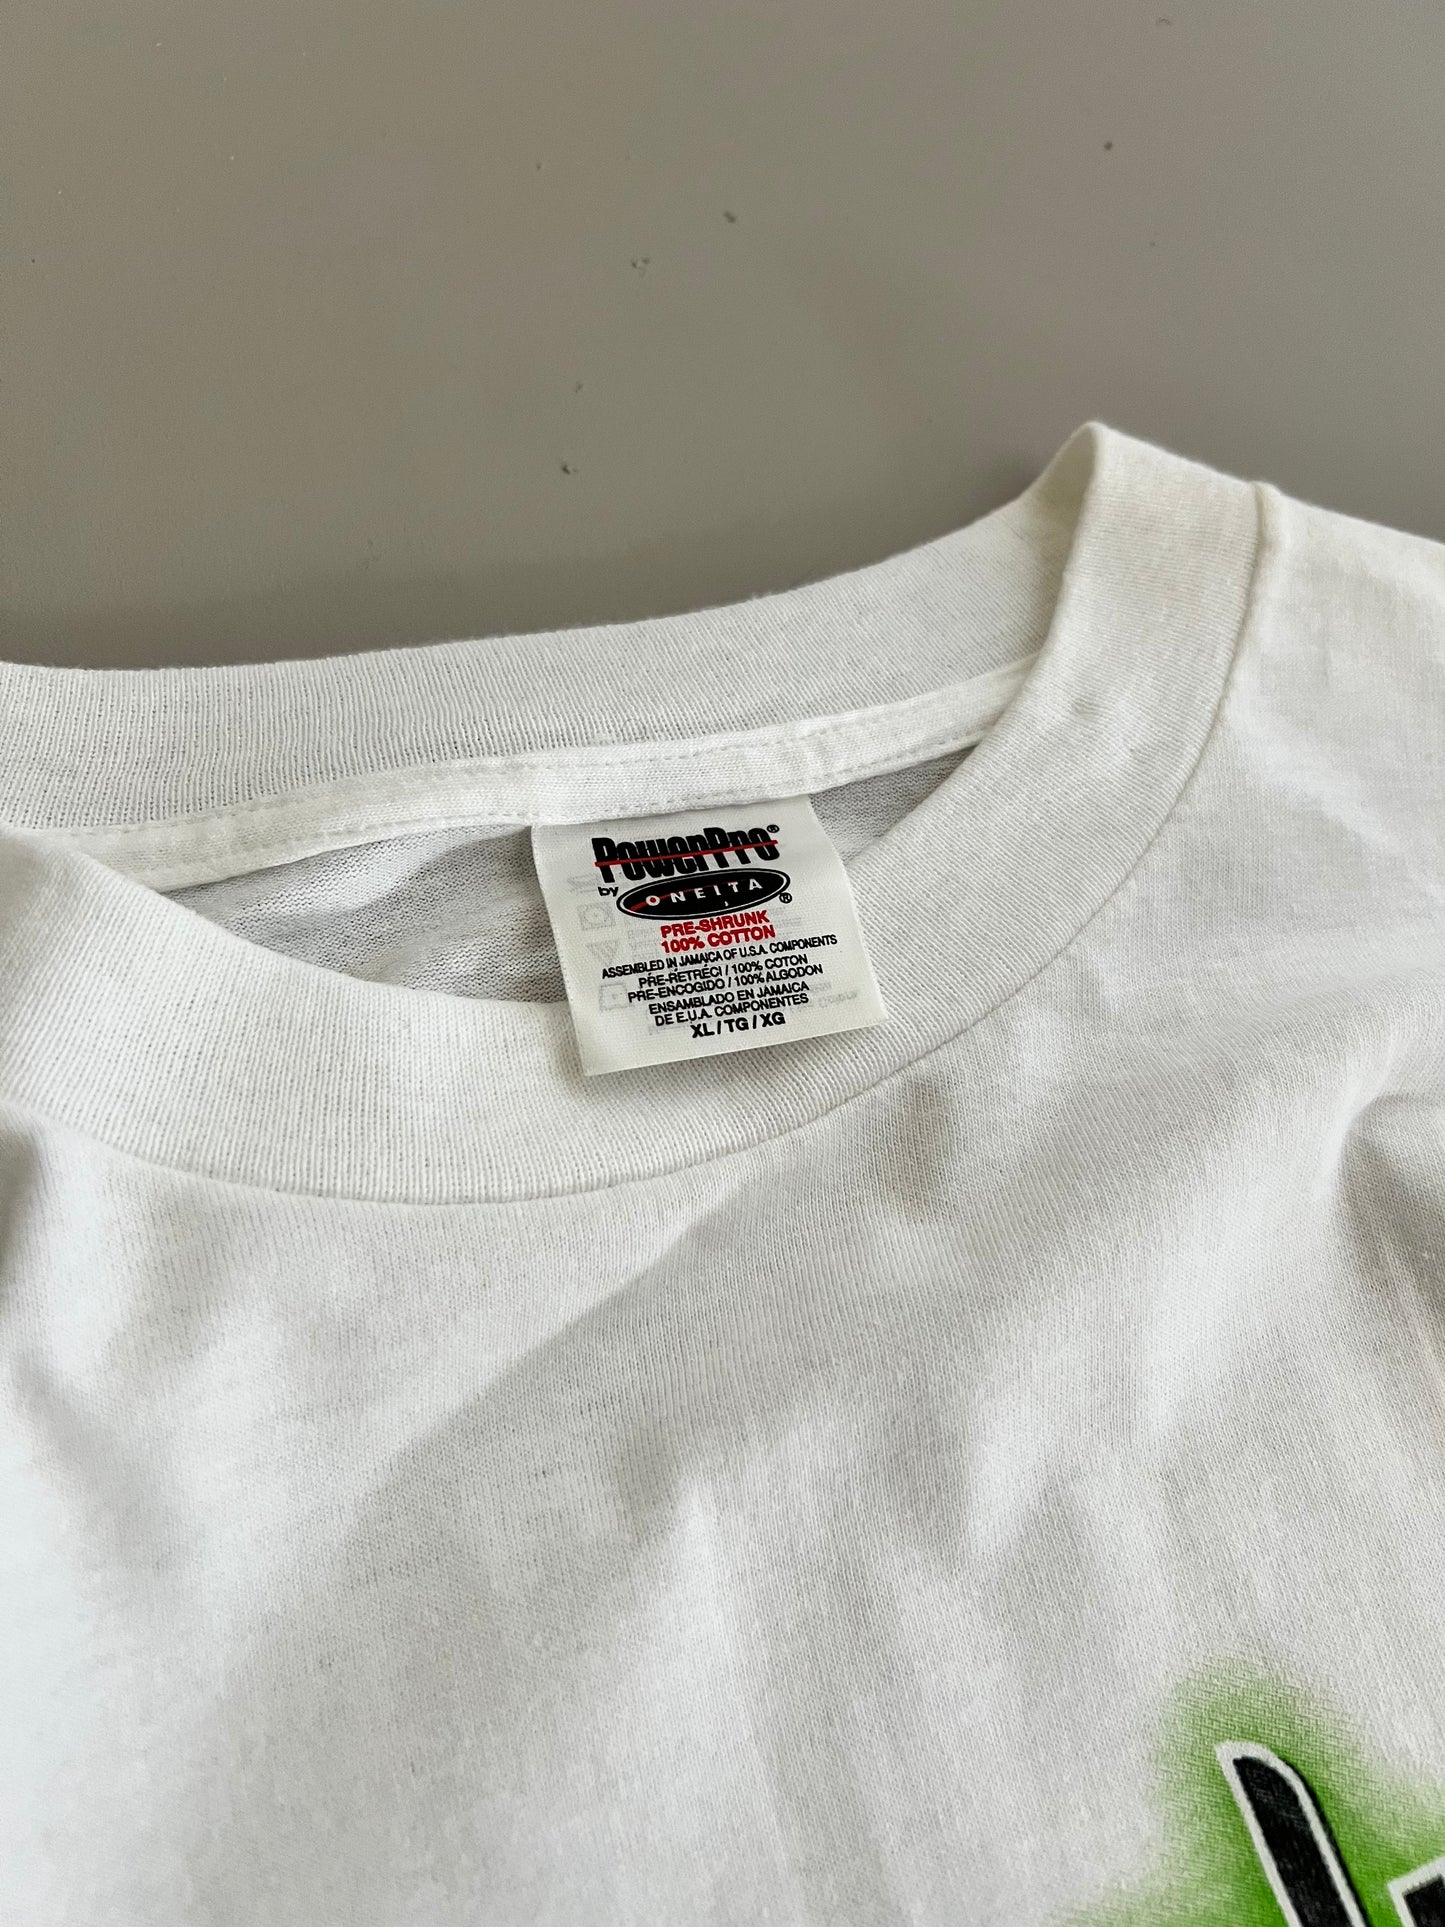 PowerPro®
by ONEITA®
PRE-SHRUNK
100% COTTON
ASSEMBLED IN JAMAICA OF U.S.A. COMPONENTS
PRÉ-RETRÉCI / 100% COTON
PRE-ENCOGIDO / 100% ALGODON
ENSAMBLADO EN JAMAICA
DE E.U.A. COMPONENTES
XL / TG / XG